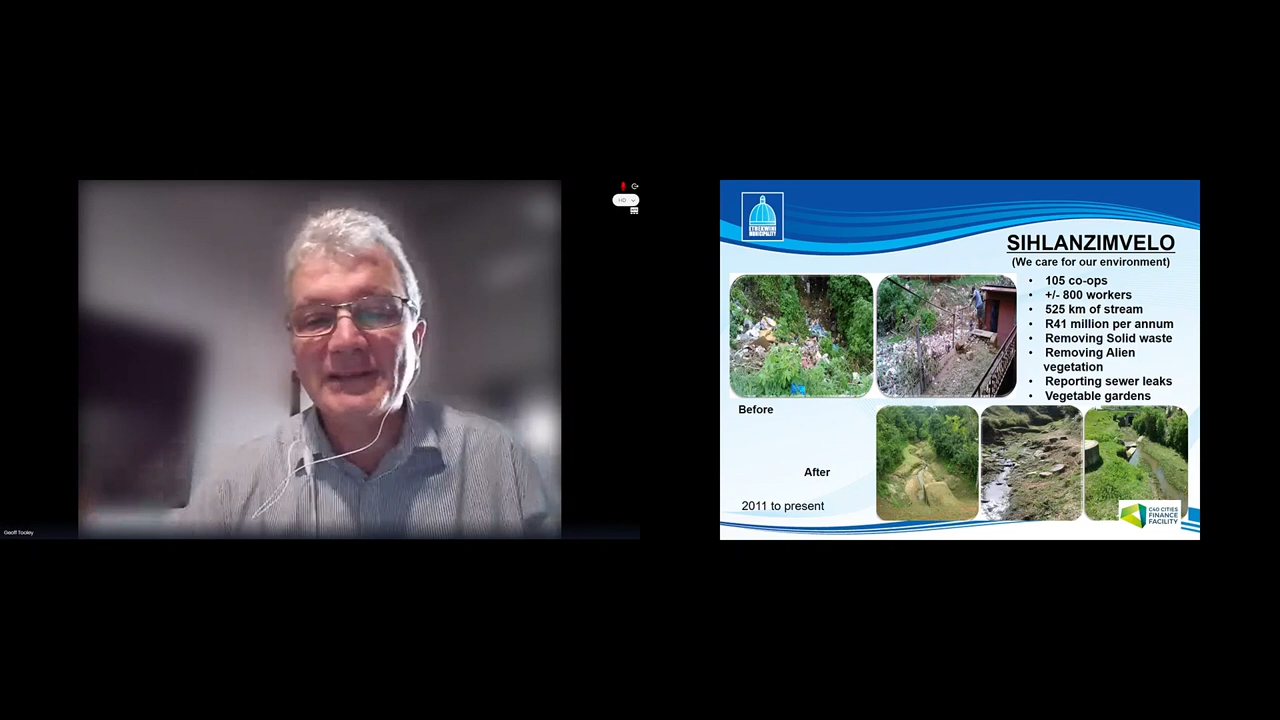 HD
Geoff Tooley
ETHEKWINI
MUNICIPALITY
SIHLANZIMVELO
(We care for our environment)
• 105 co-ops
• +/- 800 workers
• 525 km of stream
• R41 million per annum
• Removing Solid waste
• Removing Alien
vegetation
• Reporting sewer leaks
• Vegetable gardens
Before
After
2011 to present
C40 CITIES
FINANCE
FACILITY